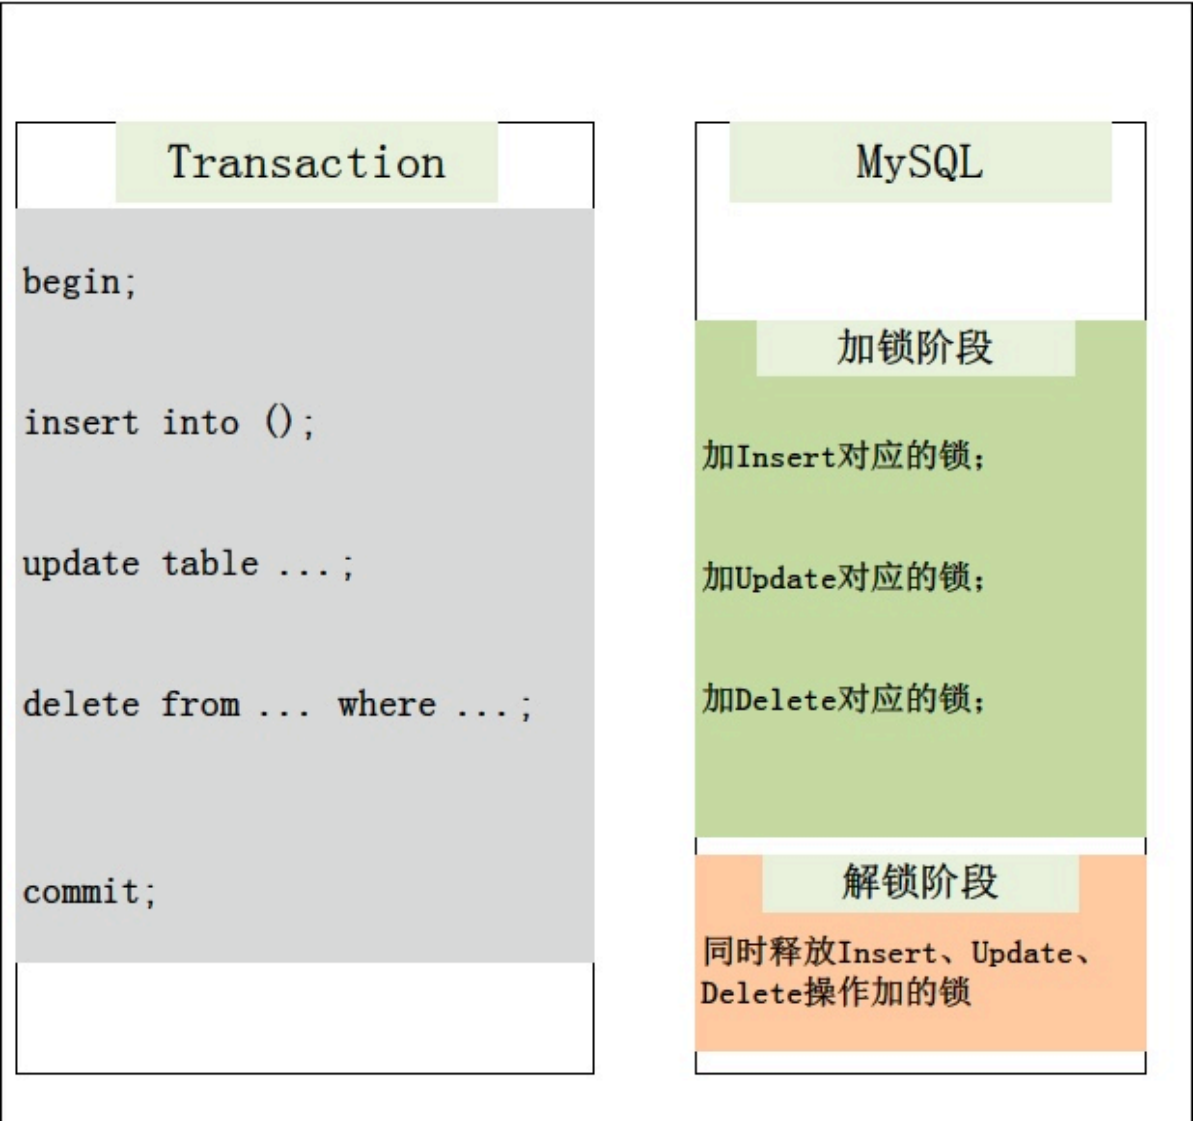 Transaction
begin;
insert into ();
update table ...;
delete from ... where ...;
commit;
MySQL
加锁阶段
加Insert对应的锁;
加Update对应的锁;
加Delete对应的锁;
解锁阶段
同时释放Insert、Update、
Delete操作加的锁